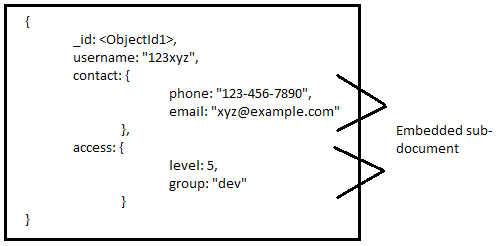 {
_id: <ObjectId1>,
username: "123xyz",
contact: {
phone: "123-456-7890",
email: "xyz@example.com"
},
access: {
level: 5,
group: "dev"
}
}
Embedded sub-
document